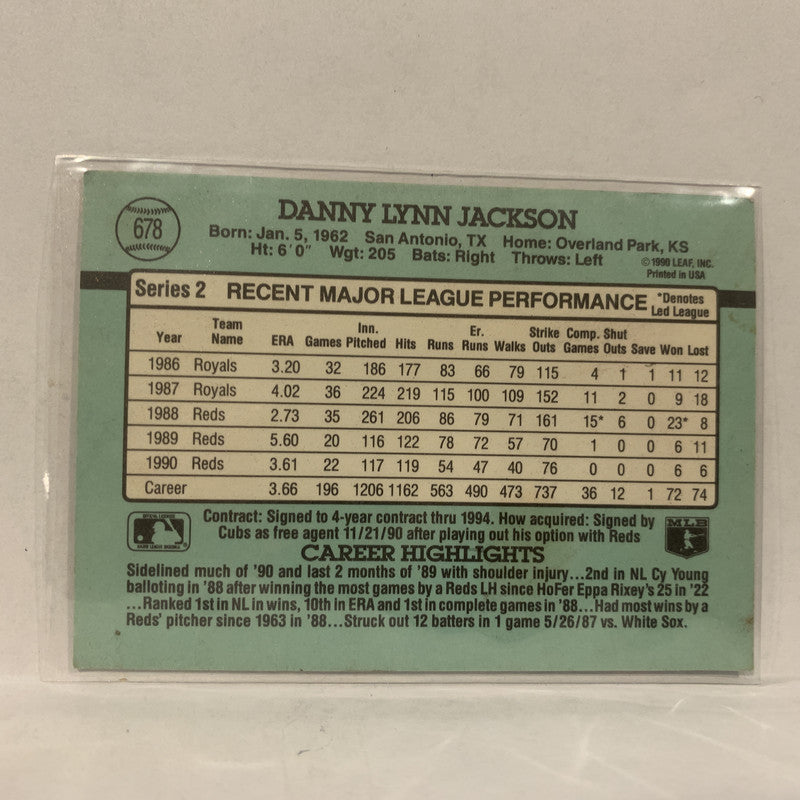 678
DANNY LYNN JACKSON
Born: Jan. 5, 1962 San Antonio, TX Home: Overland Park, KS
Ht: 6'0" Wgt: 205 Bats: Right Throws: Left
©1990 LEAF, INC.
Printed in USA
Series 2 RECENT MAJOR LEAGUE PERFORMANCE *Denotes Led League
Year Team Name ERA Games Inn. Pitched Hits Runs Er. Runs Walks Strike Outs Comp. Games Shut Outs Save Won Lost
1986 Royals 3.20 32 186 177 83 66 79 115 4 1 1 11 12
1987 Royals 4.02 36 224 219 115 100 109 152 11 2 0 9 18
1988 Reds 2.73 35 261 206 86 79 71 161 15* 6 0 23* 8
1989 Reds 5.60 20 116 122 78 72 57 70 1 0 0 6 11
1990 Reds 3.61 22 117 119 54 47 40 76 0 0 0 6 6
Career 3.66 196 1206 1162 563 490 473 737 36 12 1 72 74
Contract: Signed to 4-year contract thru 1994. How acquired: Signed by
Cubs as free agent 11/21/90 after playing out his option with Reds
MLB
CAREER HIGHLIGHTS
Sidelined much of '90 and last 2 months of '89 with shoulder injury...2nd in NL Cy Young
balloting in '88 after winning the most games by a Reds LH since HoFer Eppa Rixey's 25 in '22
...Ranked 1st in NL in wins, 10th in ERA and 1st in complete games in '88...Had most wins by a
Reds' pitcher since 1963 in '88...Struck out 12 batters in 1 game 5/26/87 vs. White Sox.